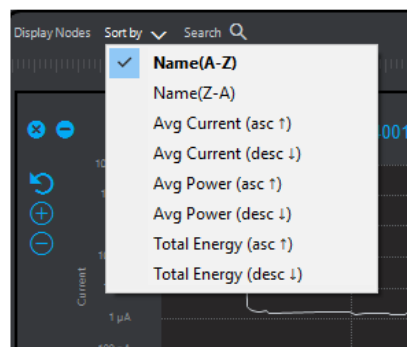 Display Nodes Sort by Search
Name(A-Z)
Name(Z-A)
Avg Current (asc ↑)
Avg Current (desc ↓)
Avg Power (asc ↑)
Avg Power (desc ↓)
Total Energy (asc ↑)
Total Energy (desc ↓)
Current
1 µA